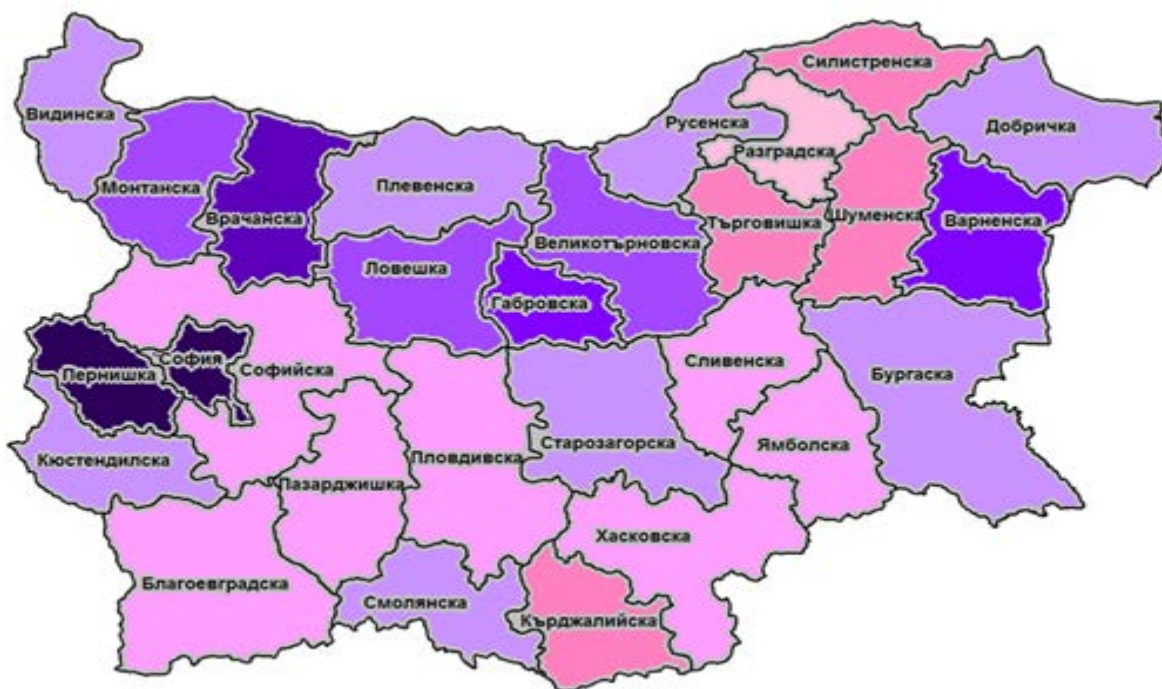 Силистренска
Видинска
Русенска
Добричка
Разградска
Монтанска
Плевенска
Врачанска
Търговишка
Шуменска
Варненска
Великотърновска
Ловешка
Габровска
София
Сливенска
Пернишка
Софийска
Бургаска
Старозагорска
Ямболска
Кюстендилска
Пловдивска
Пазарджишка
Хасковска
Благоевградска
Смолянска
Кърджалийска